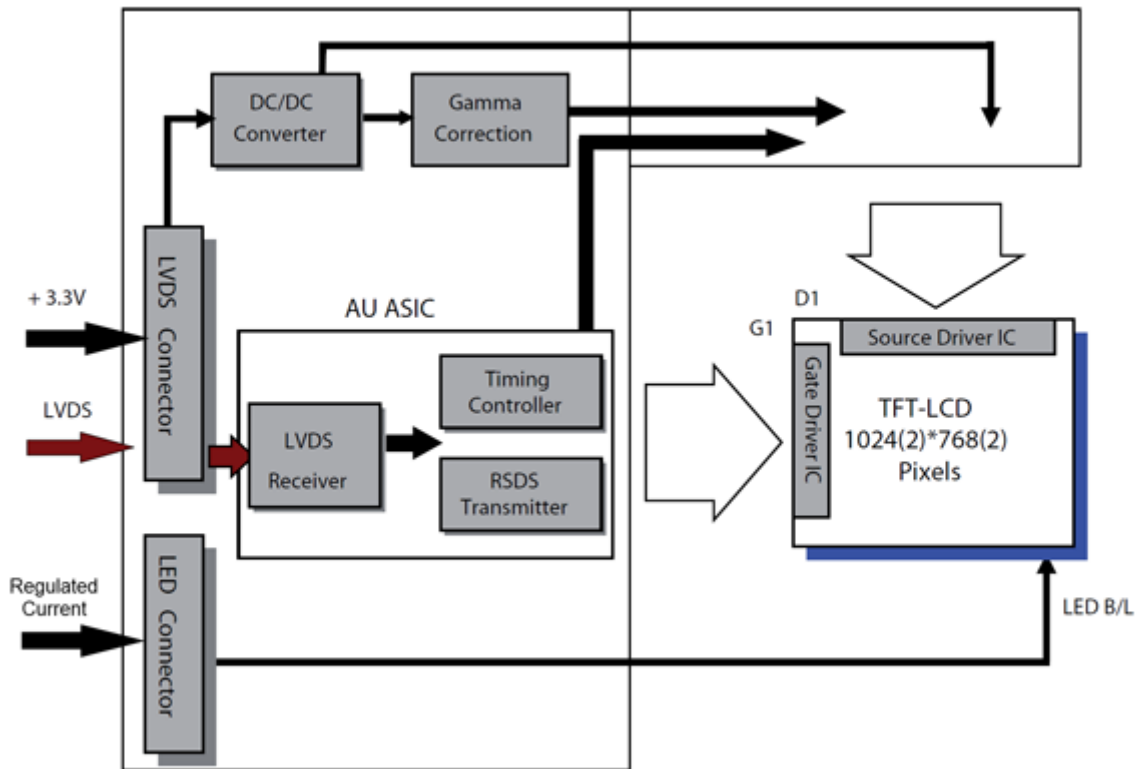 DC/DC
Converter
Gamma
Correction
LVDS Connector
+ 3.3V
LVDS
AU ASIC
Timing
Controller
LVDS
Receiver
RSDS
Transmitter
D1
G1
Source Driver IC
Gate Driver IC
TFT-LCD
1024(2)*768(2)
Pixels
Regulated
Current
LED Connector
LED B/L